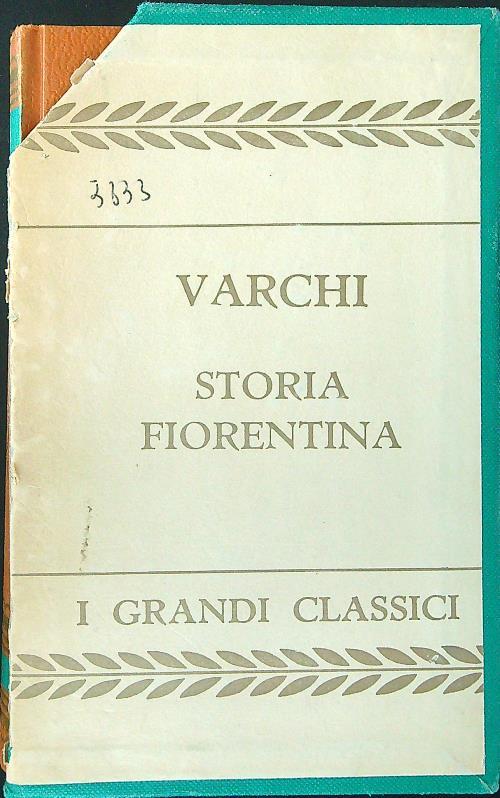 3333
VARCHI
STORIA
FIORENTINA
I GRANDI CLASSICI